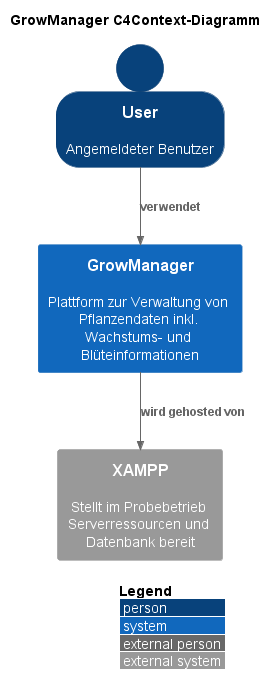 GrowManager C4Context-Diagramm
User
Angemeldeter Benutzer
verwendet
GrowManager
Plattform zur Verwaltung von
Pflanzendaten inkl.
Wachstums- und
Blüteinformationen
wird gehosted von
XAMPP
Stellt im Probebetrieb
Serverressourcen und
Datenbank bereit
Legend
person
system
external person
external system